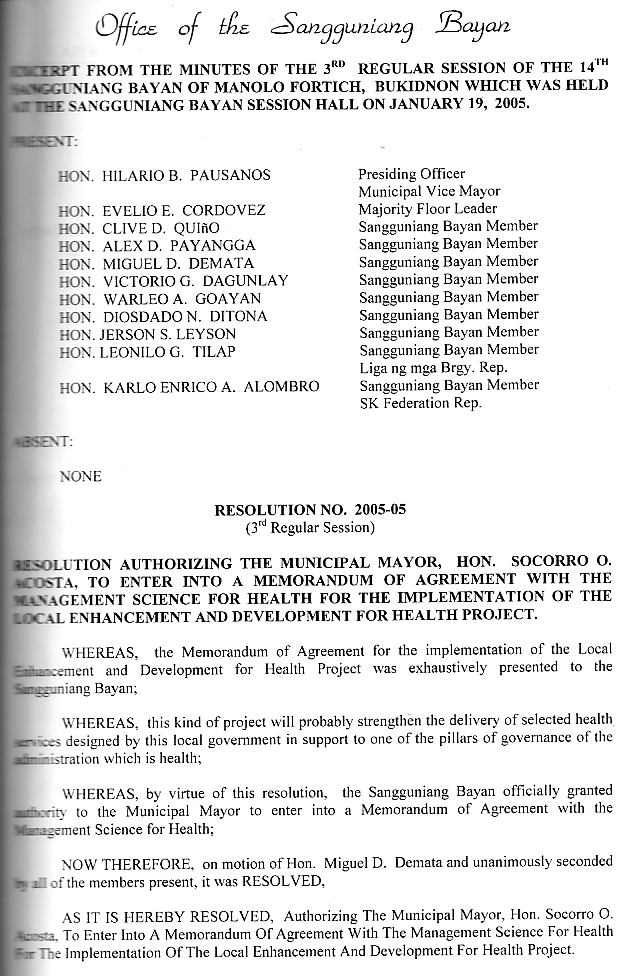 Office of the Sangguniang Bayan
EXCERPT FROM THE MINUTES OF THE 3RD REGULAR SESSION OF THE 14TH
SANGGUNIANG BAYAN OF MANOLO FORTICH, BUKIDNON WHICH WAS HELD
AT THE SANGGUNIANG BAYAN SESSION HALL ON JANUARY 19, 2005.
PRESENT:
HON. HILARIO B. PAUSANOS Presiding Officer
Municipal Vice Mayor
HON. EVELIO E. CORDOVEZ Majority Floor Leader
HON. CLIVE D. QUIñO Sangguniang Bayan Member
HON. ALEX D. PAYANGGA Sangguniang Bayan Member
HON. MIGUEL D. DEMATA Sangguniang Bayan Member
HON. VICTORIO G. DAGUNLAY Sangguniang Bayan Member
HON. WARLEO A. GOAYAN Sangguniang Bayan Member
HON. DIOSDADO N. DITONA Sangguniang Bayan Member
HON. JERSON S. LEYSON Sangguniang Bayan Member
HON. LEONILO G. TILAP Sangguniang Bayan Member
Liga ng mga Brgy. Rep.
HON. KARLO ENRICO A. ALOMBRO Sangguniang Bayan Member
SK Federation Rep.
ABSENT:
NONE
RESOLUTION NO. 2005-05
(3rd Regular Session)
RESOLUTION AUTHORIZING THE MUNICIPAL MAYOR, HON. SOCORRO O.
ACOSTA, TO ENTER INTO A MEMORANDUM OF AGREEMENT WITH THE
MANAGEMENT SCIENCE FOR HEALTH FOR THE IMPLEMENTATION OF THE
LOCAL ENHANCEMENT AND DEVELOPMENT FOR HEALTH PROJECT.
WHEREAS, the Memorandum of Agreement for the implementation of the Local
Enhancement and Development for Health Project was exhaustively presented to the
Sangguniang Bayan;
WHEREAS, this kind of project will probably strengthen the delivery of selected health
services designed by this local government in support to one of the pillars of governance of the
administration which is health;
WHEREAS, by virtue of this resolution, the Sangguniang Bayan officially granted
authority to the Municipal Mayor to enter into a Memorandum of Agreement with the
Management Science for Health;
NOW THEREFORE, on motion of Hon. Miguel D. Demata and unanimously seconded
by all of the members present, it was RESOLVED,
AS IT IS HEREBY RESOLVED, Authorizing The Municipal Mayor, Hon. Socorro O.
Acosta, To Enter Into A Memorandum Of Agreement With The Management Science For Health
For The Implementation Of The Local Enhancement And Development For Health Project.